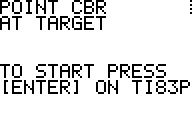 POINT CBR
AT TARGET
TO START PRESS
[ENTER] ON TI83P